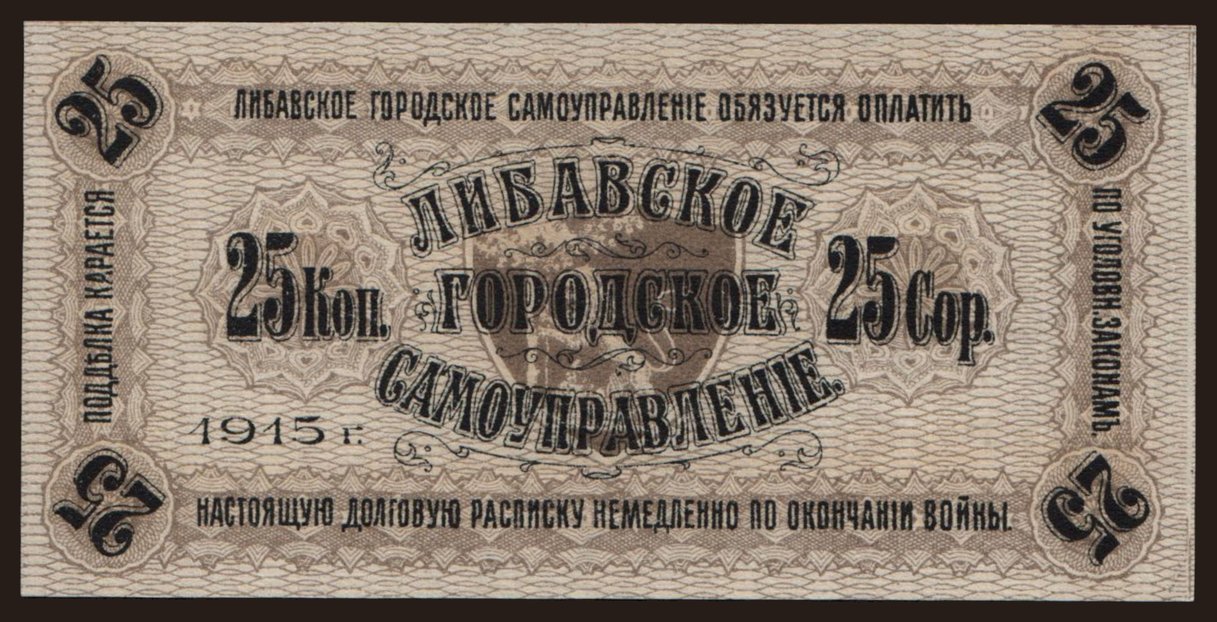 25
25
ЛИБАВСКОЕ ГОРОДСКОЕ САМОУПРАВЛЕНІЕ ОБЯЗУЕТСЯ ОПЛАТИТЬ
ЛИБАВСКОЕ
ГОРОДСКОЕ
САМОУПРАВЛЕНІЕ.
25 Коп.
25 Сор.
1915 г.
ПОДДѢЛКА КАРАЕТСЯ
ПО УГОЛОВН. ЗАКОНАМЪ.
НАСТОЯЩУЮ ДОЛГОВУЮ РАСПИСКУ НЕМЕДЛЕННО ПО ОКОНЧАНІИ ВОЙНЫ.
25
25